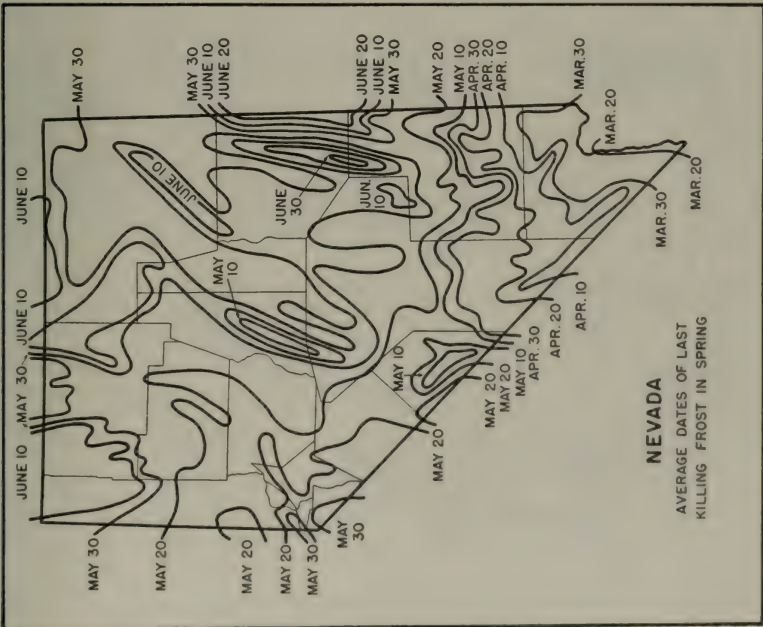 JUNE 10
MAY 30
JUNE 10
JUNE 10
MAY 30
JUNE 10
MAY 30
JUNE 10
JUNE 20
MAY 30
MAY 20
MAY
10
JUNE
30
JUNE 20
JUNE 10
MAY 30
JUN.
10
MAY 20
MAY 20
MAY 30
MAY
30
MAY 20
MAY 10
APR. 30
APR. 20
APR. 10
MAY 10
MAY 20
MAY 20
MAY 20
MAY 10
APR. 30
APR. 20
APR. 10
MAR. 30
MAR. 20
MAR. 30
MAR. 20
NEVADA
AVERAGE DATES OF LAST
KILLING FROST IN SPRING